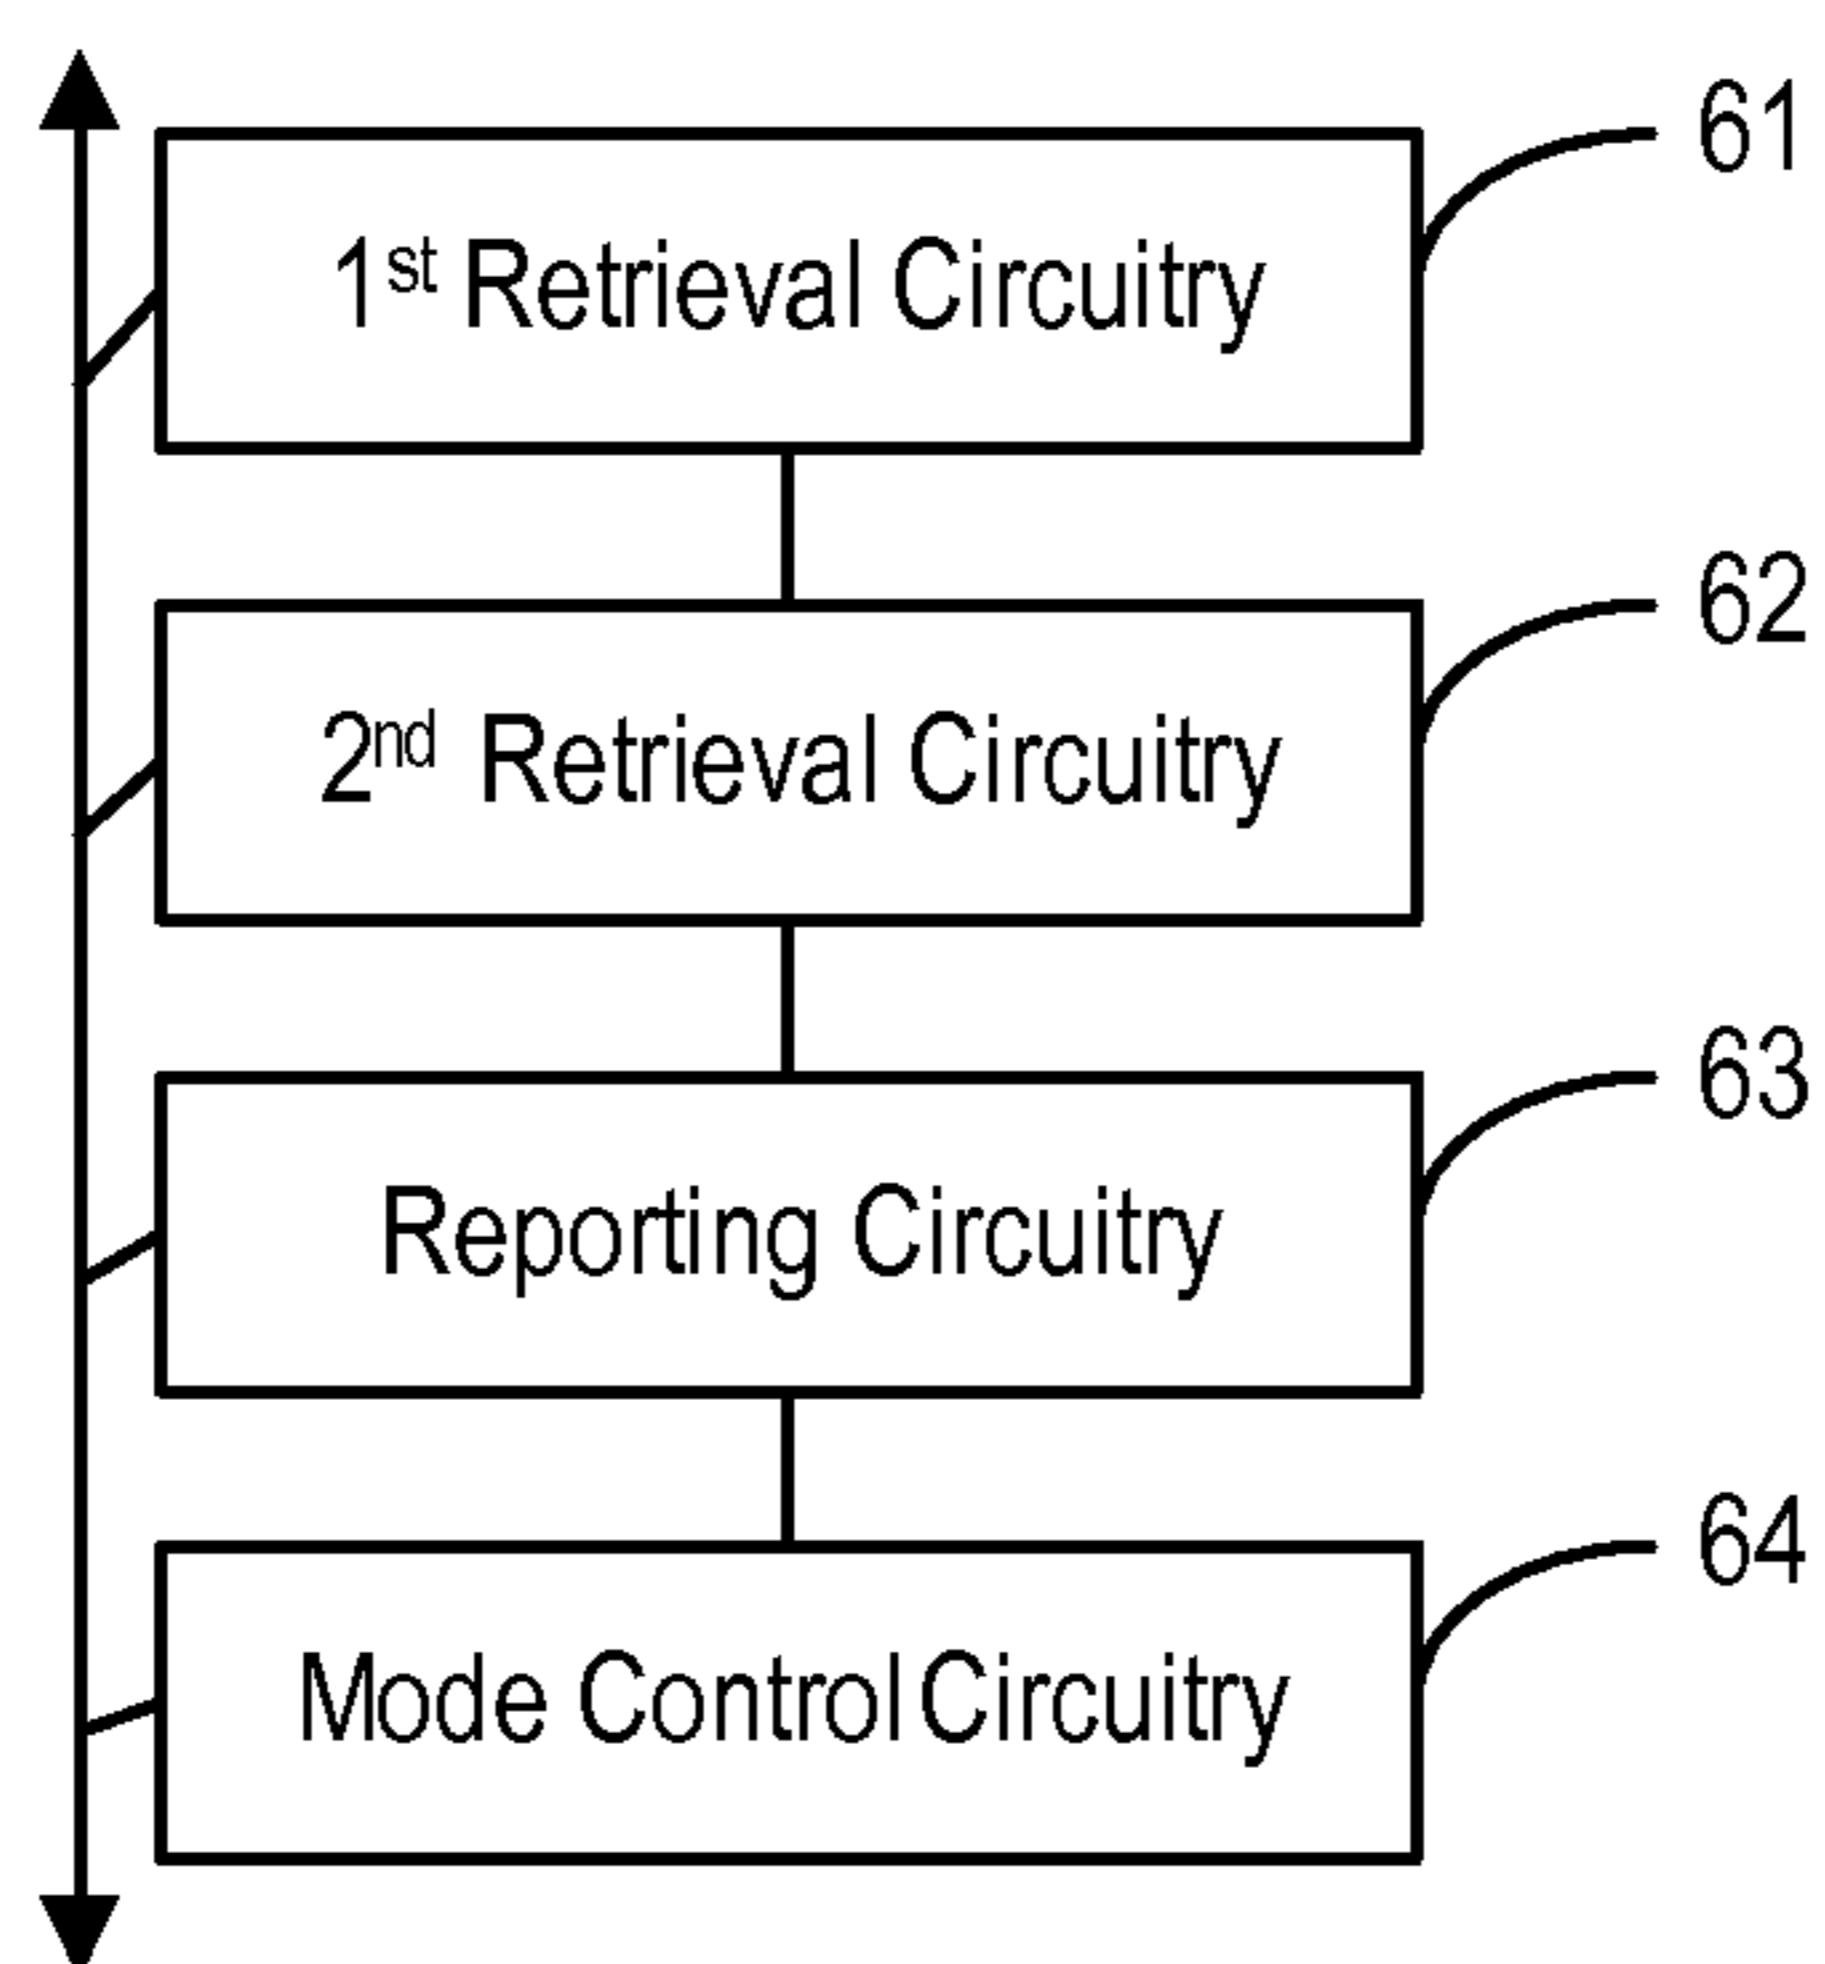 61
1st Retrieval Circuitry
62
2nd Retrieval Circuitry
63
Reporting Circuitry
64
Mode Control Circuitry